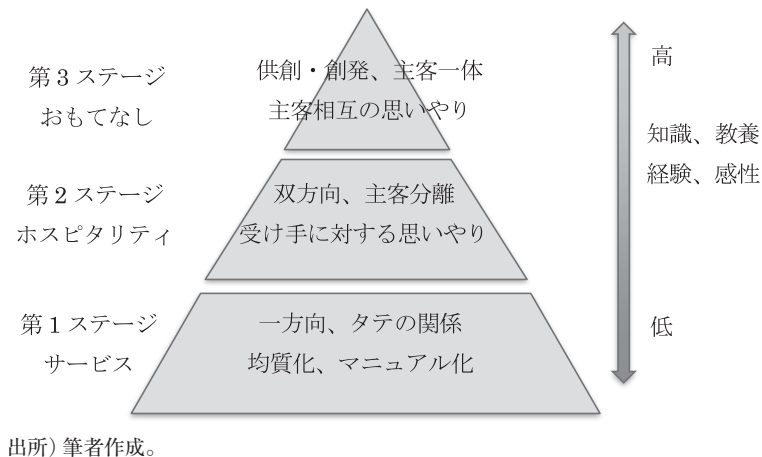 第3ステージ
おもてなし
供創・創発、主客一体
主客相互の思いやり
高
知識、教養
経験、感性
第2ステージ
ホスピタリティ
双方向、主客分離
受け手に対する思いやり
第1ステージ
サービス
一方向、タテの関係
均質化、マニュアル化
低
出所）筆者作成。